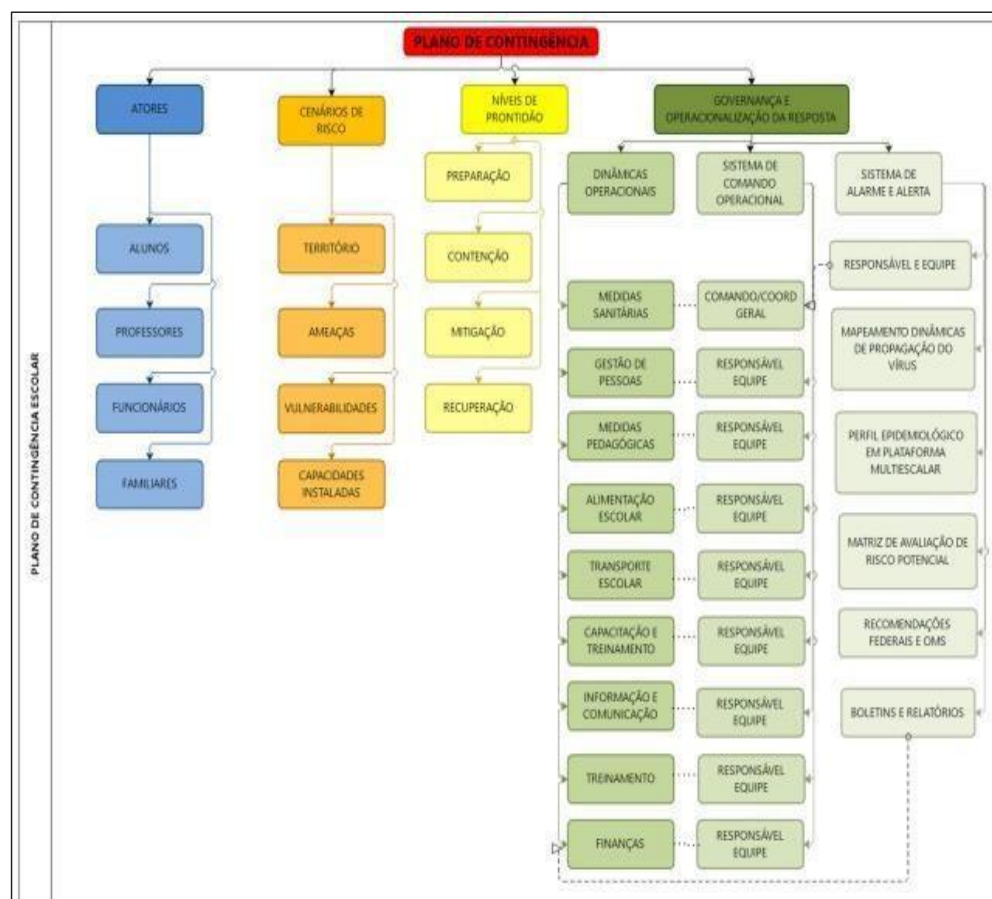 PLANO DE CONTINGÊNCIA ESCOLAR
PLANO DE CONTINGÊNCIA
ATORES
ALUNOS
PROFESSORES
FUNCIONÁRIOS
FAMILIARES
CENÁRIOS DE
RISCO
TERRITÓRIO
AMEAÇAS
VULNERABILIDADES
CAPACIDADES
INSTALADAS
NÍVEIS DE
PRONTIDÃO
PREPARAÇÃO
CONTENÇÃO
MITIGAÇÃO
RECUPERAÇÃO
GOVERNANÇA E
OPERACIONALIZAÇÃO DA RESPOSTA
DINÂMICAS
OPERACIONAIS
MEDIDAS
SANITÁRIAS
GESTÃO DE
PESSOAS
MEDIDAS
PEDAGÓGICAS
ALIMENTAÇÃO
ESCOLAR
TRANSPORTE
ESCOLAR
CAPACITAÇÃO E
TREINAMENTO
INFORMAÇÃO E
COMUNICAÇÃO
TREINAMENTO
FINANÇAS
SISTEMA DE
COMANDO
OPERACIONAL
COMANDO/COORD
GERAL
RESPONSÁVEL
EQUIPE
RESPONSÁVEL
EQUIPE
RESPONSÁVEL
EQUIPE
RESPONSÁVEL
EQUIPE
RESPONSÁVEL
EQUIPE
RESPONSÁVEL
EQUIPE
RESPONSÁVEL
EQUIPE
RESPONSÁVEL
EQUIPE
SISTEMA DE
ALARME E ALERTA
RESPONSÁVEL E EQUIPE
MAPEAMENTO DINÂMICAS
DE PROPAGAÇÃO DO
VÍRUS
PERFIL EPIDEMIOLÓGICO
EM PLATAFORMA
MULTIESCALAR
MATRIZ DE AVALIAÇÃO DE
RISCO POTENCIAL
RECOMENDAÇÕES
FEDERAIS E OMS
BOLETINS E RELATÓRIOS